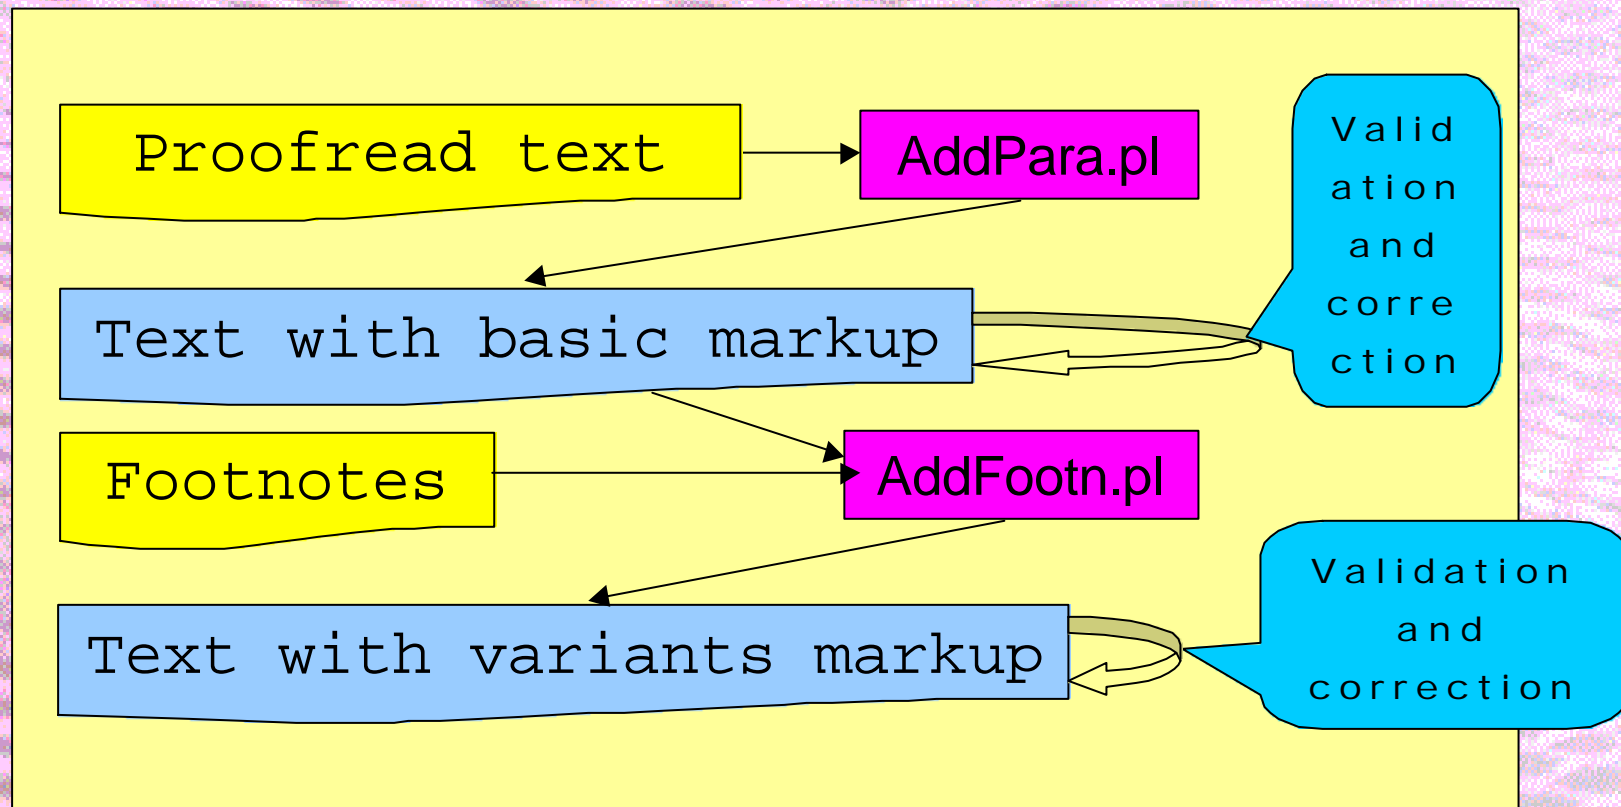 Proofread text
AddPara.pl
Valid
ation
and
corre
ction
Text with basic markup
Footnotes
AddFootn.pl
Validation
and
correction
Text with variants markup